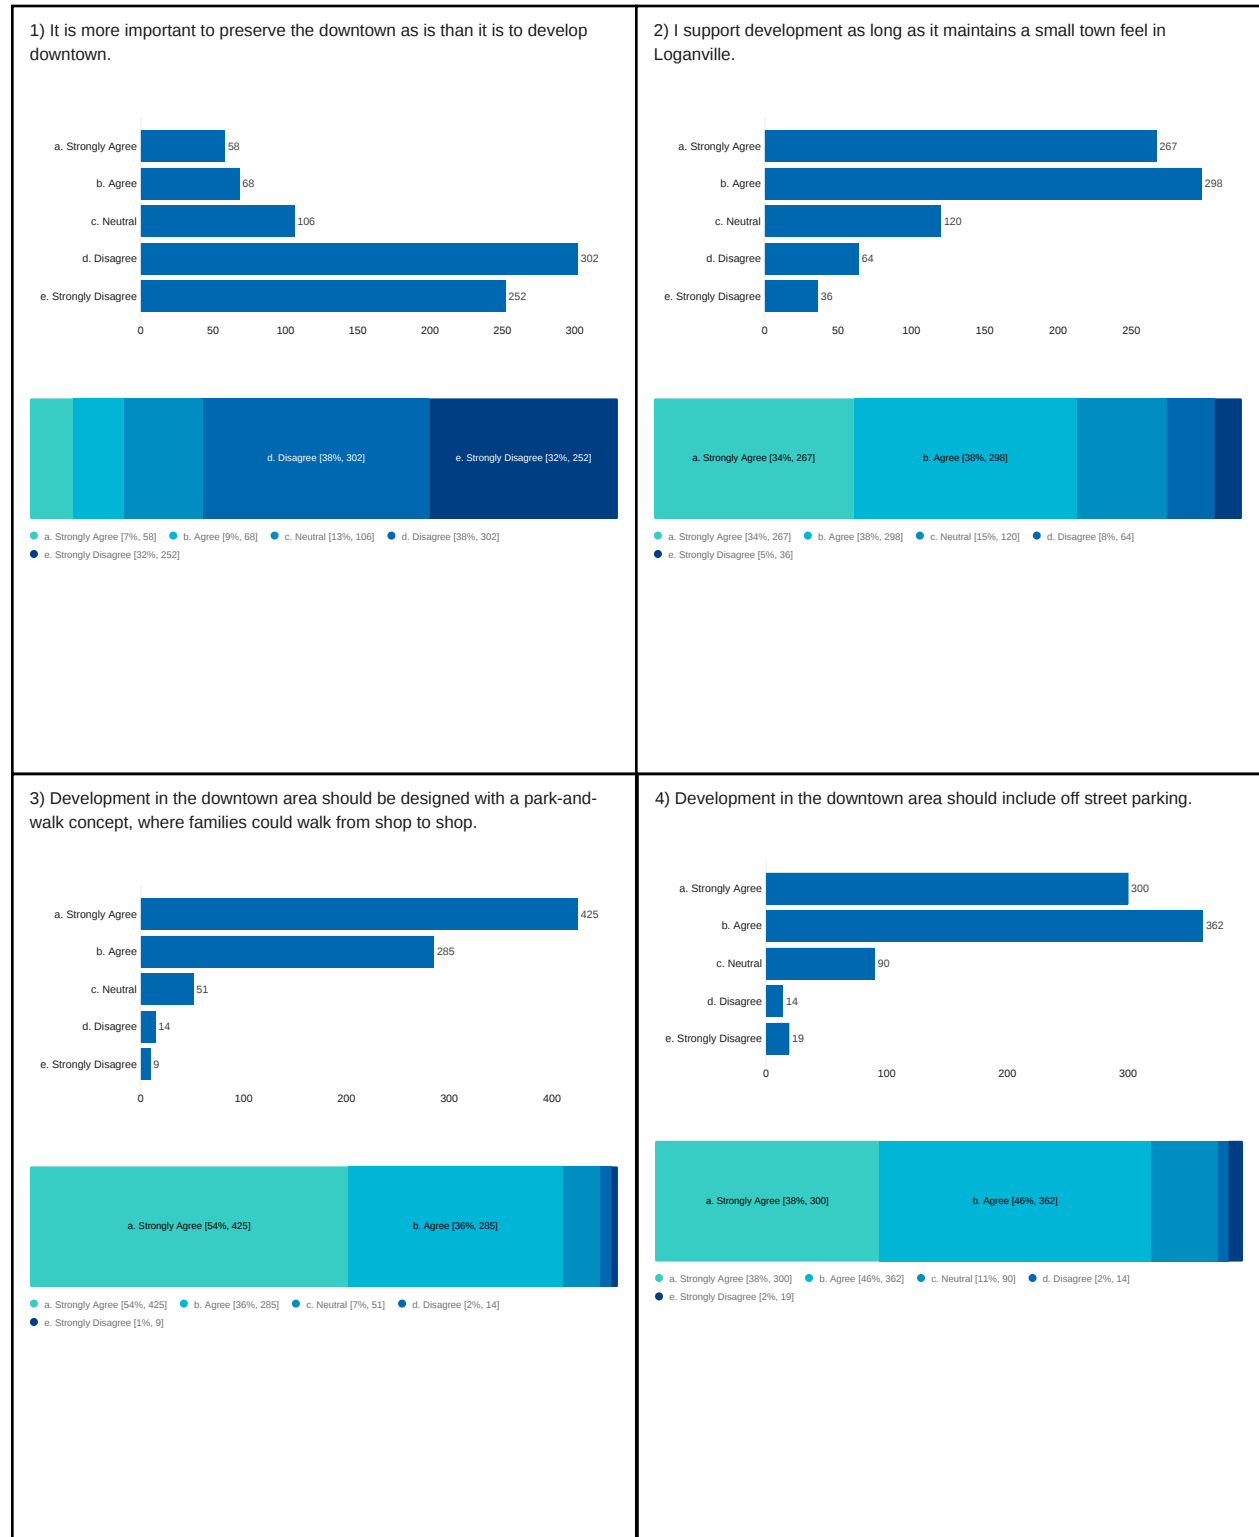 1) It is more important to preserve the downtown as is than it is to develop
downtown.
a. Strongly Agree 58
b. Agree 68
c. Neutral 106
d. Disagree 302
e. Strongly Disagree 252
0 50 100 150 200 250 300
d. Disagree [38%, 302] e. Strongly Disagree [32%, 252]
a. Strongly Agree [7%, 58] b. Agree [9%, 68] c. Neutral [13%, 106] d. Disagree [38%, 302]
e. Strongly Disagree [32%, 252]
2) I support development as long as it maintains a small town feel in
Loganville.
a. Strongly Agree 267
b. Agree 298
c. Neutral 120
d. Disagree 64
e. Strongly Disagree 36
0 50 100 150 200 250
a. Strongly Agree [34%, 267] b. Agree [38%, 298]
a. Strongly Agree [34%, 267] b. Agree [38%, 298] c. Neutral [15%, 120] d. Disagree [8%, 64]
e. Strongly Disagree [5%, 36]
3) Development in the downtown area should be designed with a park-and-
walk concept, where families could walk from shop to shop.
a. Strongly Agree 425
b. Agree 285
c. Neutral 51
d. Disagree 14
e. Strongly Disagree 9
0 100 200 300 400
a. Strongly Agree [54%, 425] b. Agree [36%, 285]
a. Strongly Agree [54%, 425] b. Agree [36%, 285] c. Neutral [7%, 51] d. Disagree [2%, 14]
e. Strongly Disagree [1%, 9]
4) Development in the downtown area should include off street parking.
a. Strongly Agree 300
b. Agree 362
c. Neutral 90
d. Disagree 14
e. Strongly Disagree 19
0 100 200 300
a. Strongly Agree [38%, 300] b. Agree [46%, 362]
a. Strongly Agree [38%, 300] b. Agree [46%, 362] c. Neutral [11%, 90] d. Disagree [2%, 14]
e. Strongly Disagree [2%, 19]